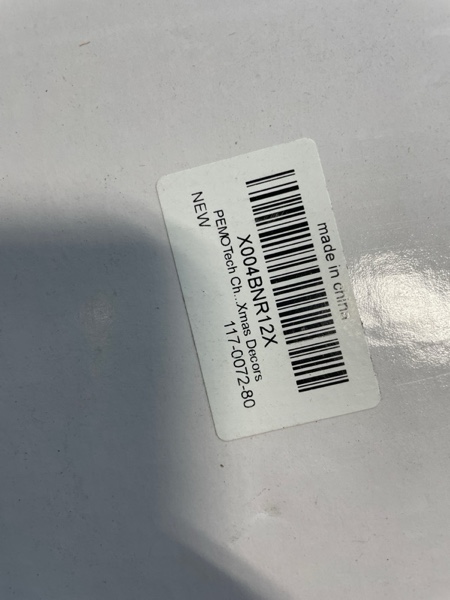 made in china
X004BNR12X
PEMOTech Ch...Xmas Decors
NEW
117-0072-80